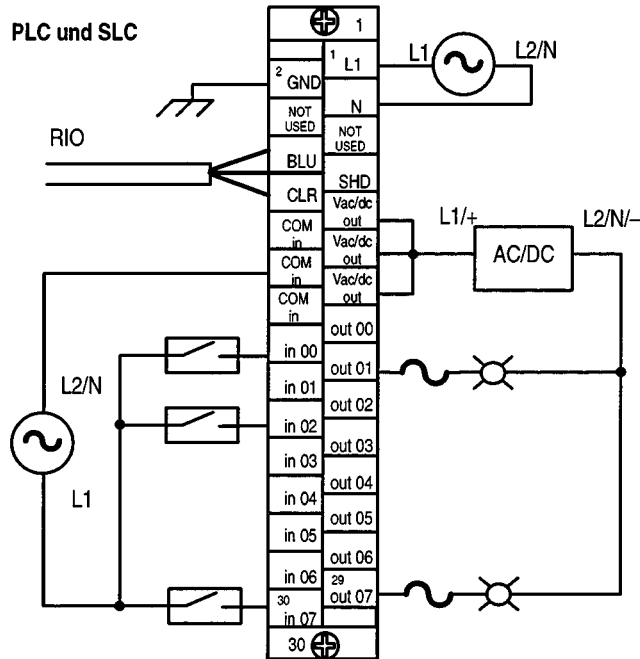 PLC und SLC
1
1
L1
L1
L2/N
2
GND
N
NOT
USED
NOT
USED
RIO
BLU
SHD
CLR
Vac/dc
out
L1/+
L2/N/−
COM
in
Vac/dc
out
AC/DC
COM
in
Vac/dc
out
COM
in
out 00
in 00
out 01
L2/N
in 01
out 02
in 02
out 03
in 03
out 04
L1
in 04
out 05
in 05
out 06
in 06
29
out 07
30
in 07
30